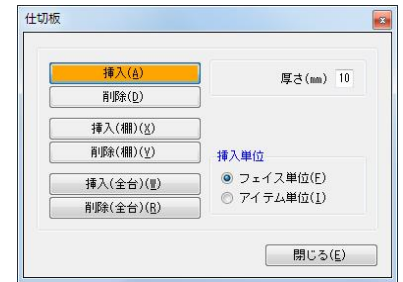 仕切板
挿入(A)
削除(D)
挿入(棚)(X)
削除(棚)(Y)
挿入(全台)(W)
削除(全台)(R)
厚さ(mm) 10
挿入単位
フェイス単位(F)
アイテム単位(I)
閉じる(E)